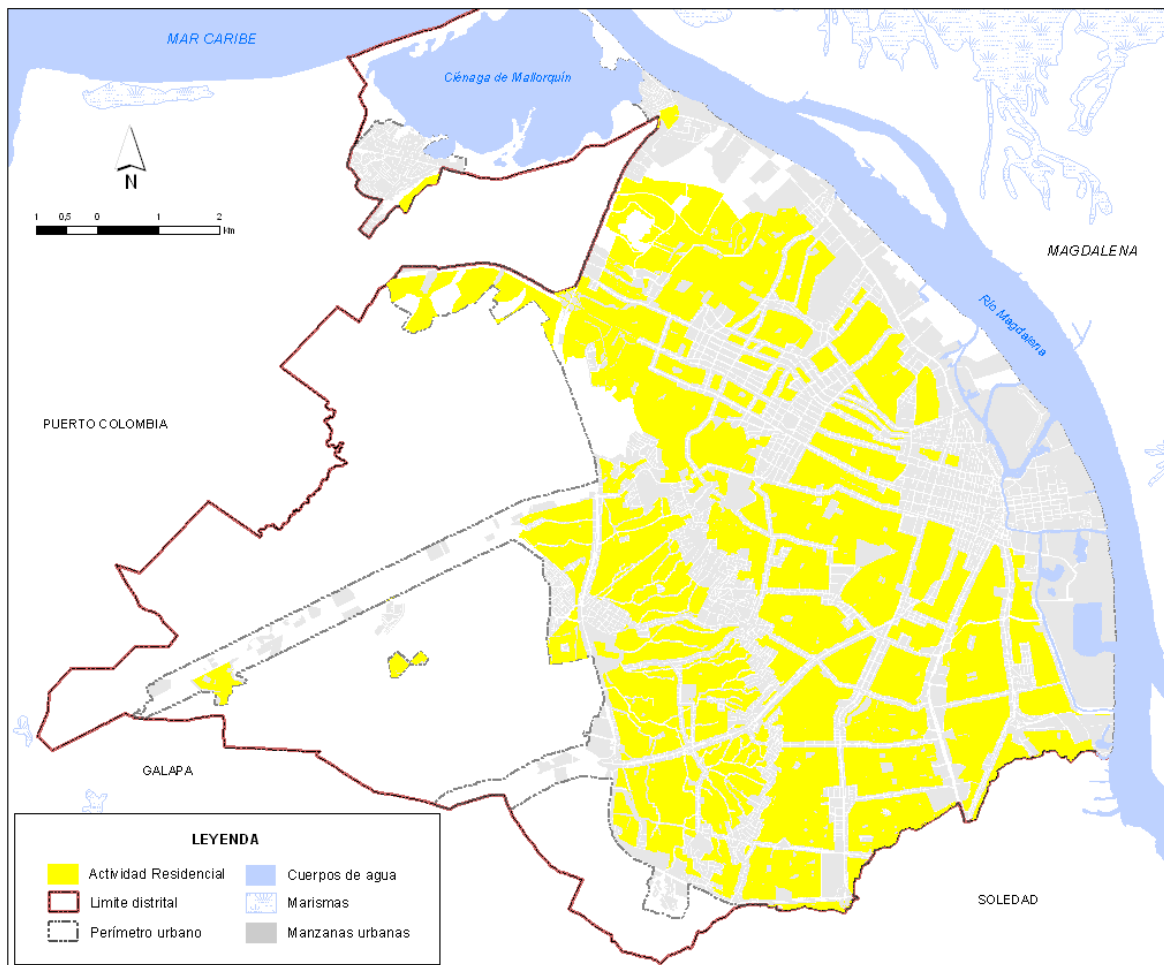 MAR CARIBE
Ciénaga de Mallorquín
N
1 0,5 0 1 2
Km
MAGDALENA
Río Magdalena
PUERTO COLOMBIA
GALAPA
SOLEDAD
LEYENDA
Actividad Residencial
Cuerpos de agua
Limite distrital
Marismas
Perímetro urbano
Manzanas urbanas